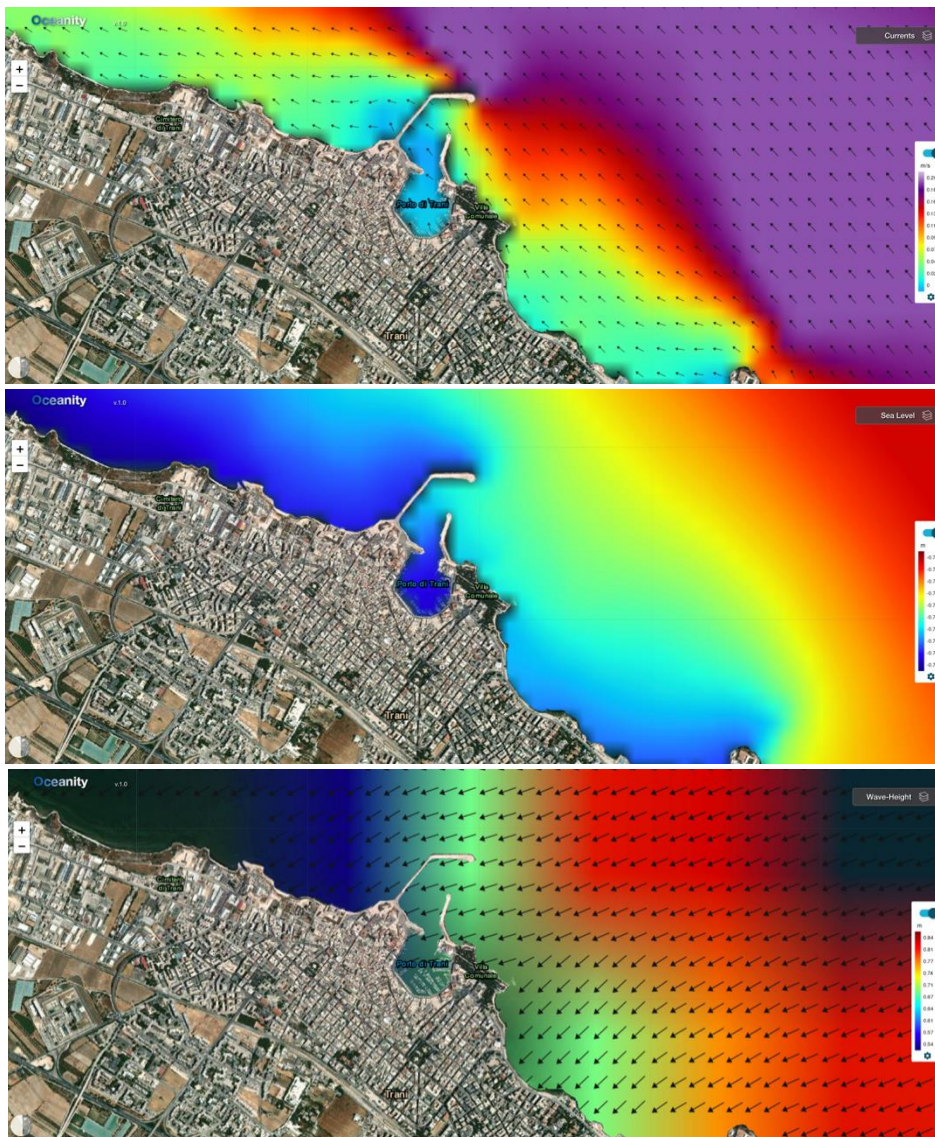 Oceanity
v.1.0
Currents
+
−
Cimitero
di Trani
m/s
Porto di Trani
Villa
Comunale
0
Trani
Oceanity
v.1.0
Sea Level
+
−
Cimitero
di Trani
m
Porto di Trani
Villa
Comunale
Trani
Oceanity
v.1.0
Wave-Height
+
−
Cimitero
di Trani
m
0.84
0.81
0.77
0.74
0.71
0.67
0.64
0.61
0.57
0.54
Porto di Trani
Villa
Comunale
Trani